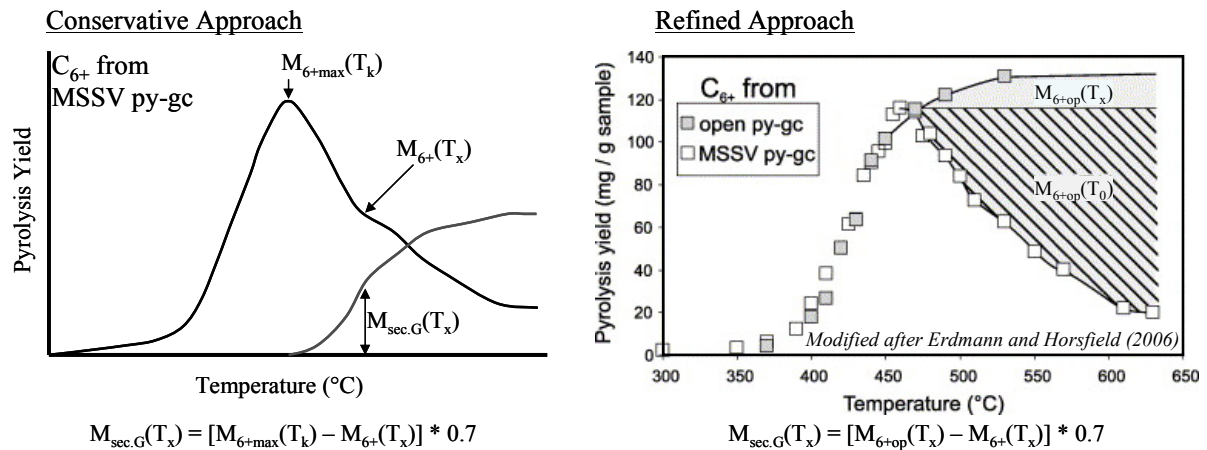 Conservative Approach
C6+ from
MSSV py-gc
M6+max(Tk)
M6+(Tx)
Msec.G(Tx)
Pyrolysis Yield
Temperature (°C)
Msec.G(Tx) = [M6+max(Tk) – M6+(Tx)] * 0.7
Refined Approach
140
120
100
80
60
40
20
0
Pyrolysis yield (mg / g sample)
C6+ from
open py-gc
MSSV py-gc
M6+op(Tx)
M6+op(T0)
Modified after Erdmann and Horsfield (2006)
300 350 400 450 500 550 600 650
Temperature (°C)
Msec.G(Tx) = [M6+op(Tx) – M6+(Tx)] * 0.7